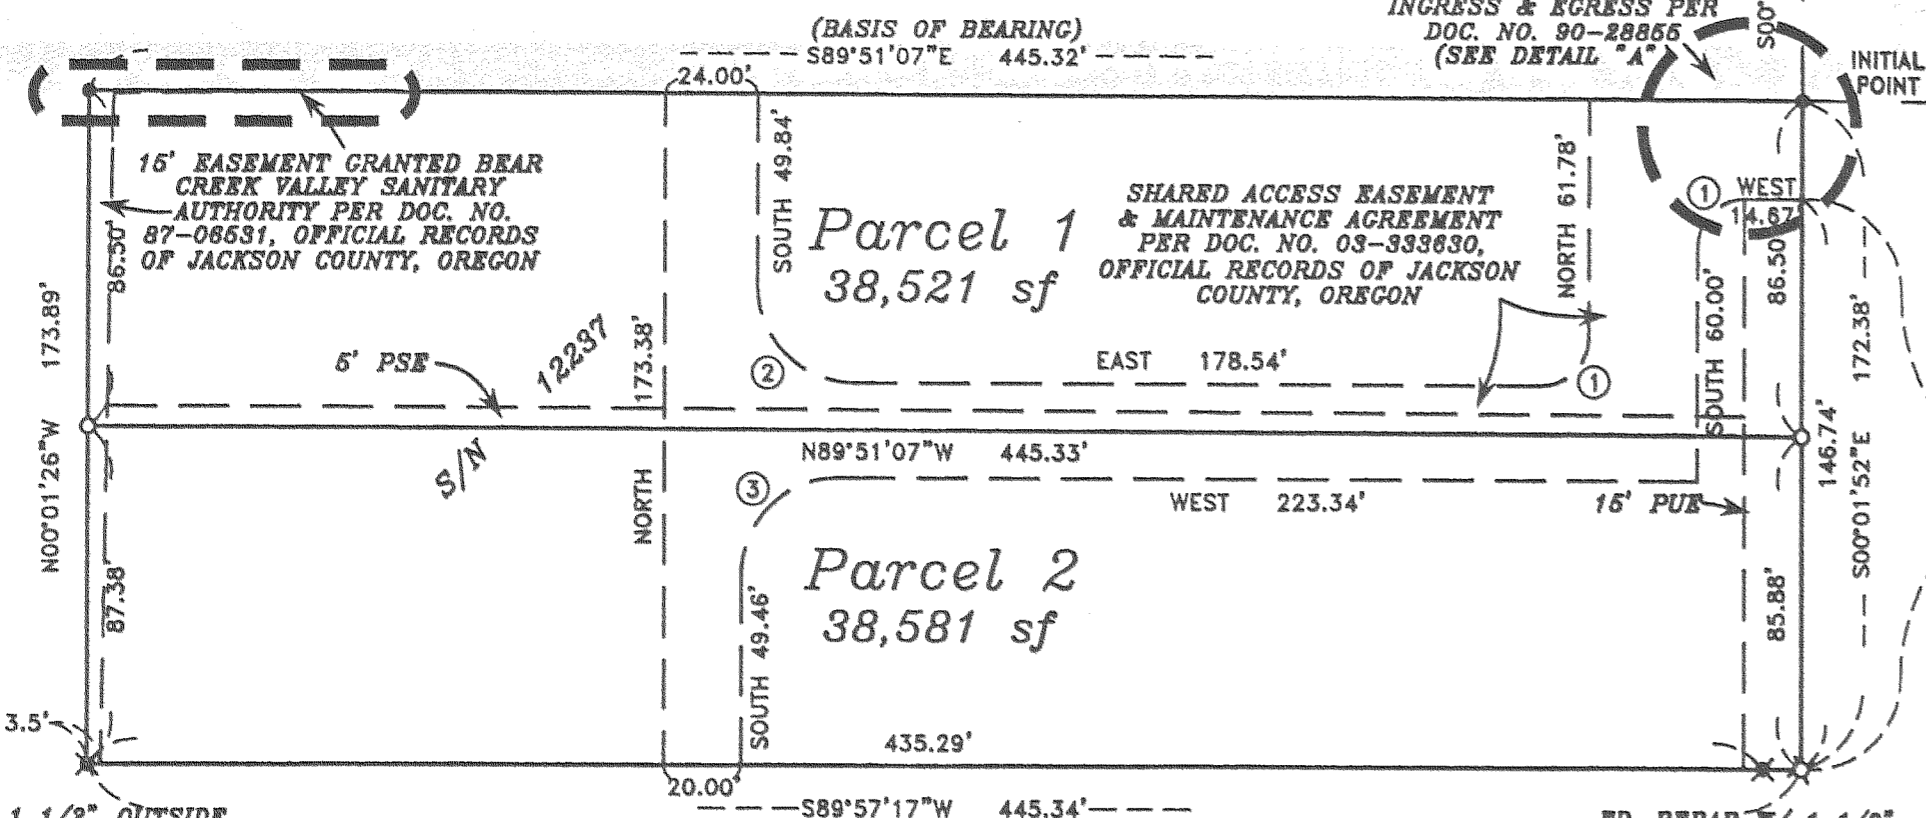 INGRESS & EGRESS PER
DOC. NO. 90-28855
(SEE DETAIL "A"
S00°
INITIAL
POINT
(BASIS OF BEARING)
S89°51'07"E 445.32'
24.00'
15' EASEMENT GRANTED BEAR
CREEK VALLEY SANITARY
AUTHORITY PER DOC. NO.
87-06531, OFFICIAL RECORDS
OF JACKSON COUNTY, OREGON
86.50'
173.89'
N00°01'26"W
87.38'
SOUTH 49.84'
Parcel 1
38,521 sf
SHARED ACCESS EASEMENT
& MAINTENANCE AGREEMENT
PER DOC. NO. 03-333630,
OFFICIAL RECORDS OF JACKSON
COUNTY, OREGON
NORTH 61.78'
1
WEST
14.67'
86.50'
SOUTH 60.00'
172.38'
S00°01'52"E
146.74'
5' PSE
12237
S/N
173.38'
NORTH
2
EAST 178.54'
1
N89°51'07"W 445.33'
3
WEST 223.34'
15' PUE
Parcel 2
38,581 sf
SOUTH 49.46'
85.88'
3.5'
435.29'
20.00'
S89°57'17"W 445.34'
OUTSIDE